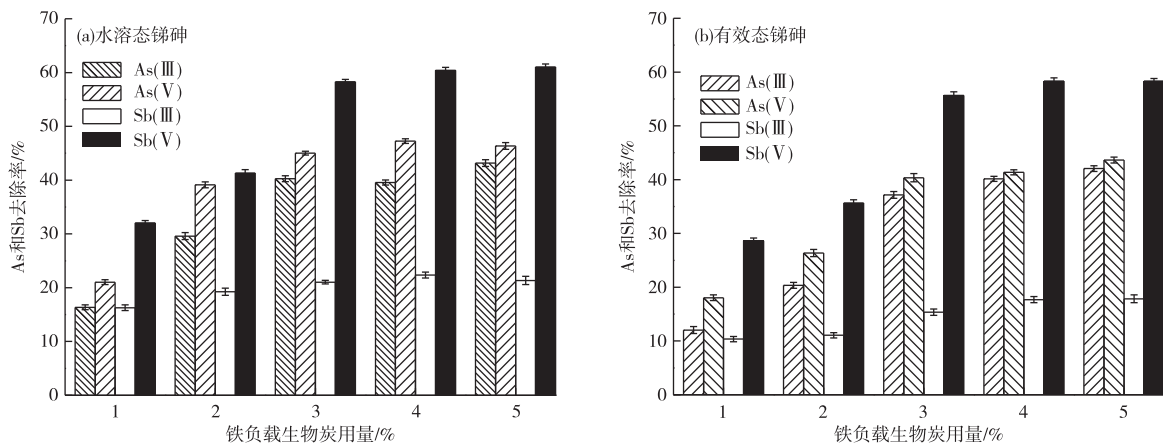 (a)水溶态锑砷
As(Ⅲ)
As(Ⅴ)
Sb(Ⅲ)
Sb(Ⅴ)
As和Sb去除率/%
70
60
50
40
30
20
10
0
1 2 3 4 5
铁负载生物炭用量/%
(b)有效态锑砷
As(Ⅲ)
As(Ⅴ)
Sb(Ⅲ)
Sb(Ⅴ)
As和Sb去除率/%
70
60
50
40
30
20
10
0
1 2 3 4 5
铁负载生物炭用量/%